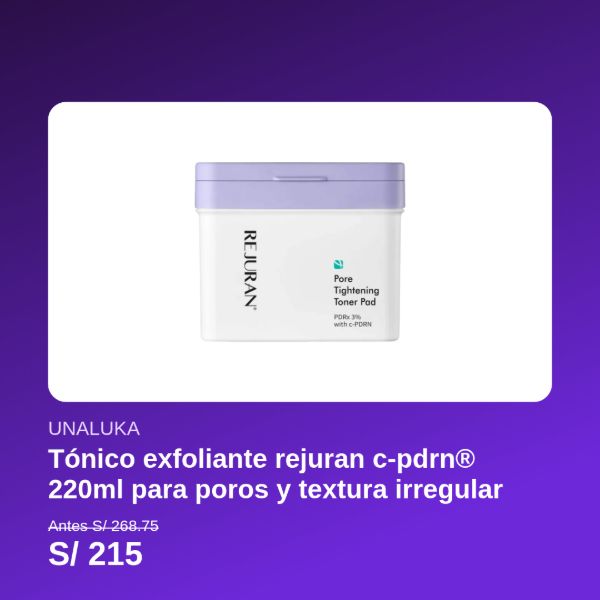 REJURAN®
Pore
Tightening
Toner Pad
PDRx 3%
with c-PDRN
UNALUKA
Tónico exfoliante rejuran c-pdrn®
220ml para poros y textura irregular
Antes S/ 268.75
S/ 215